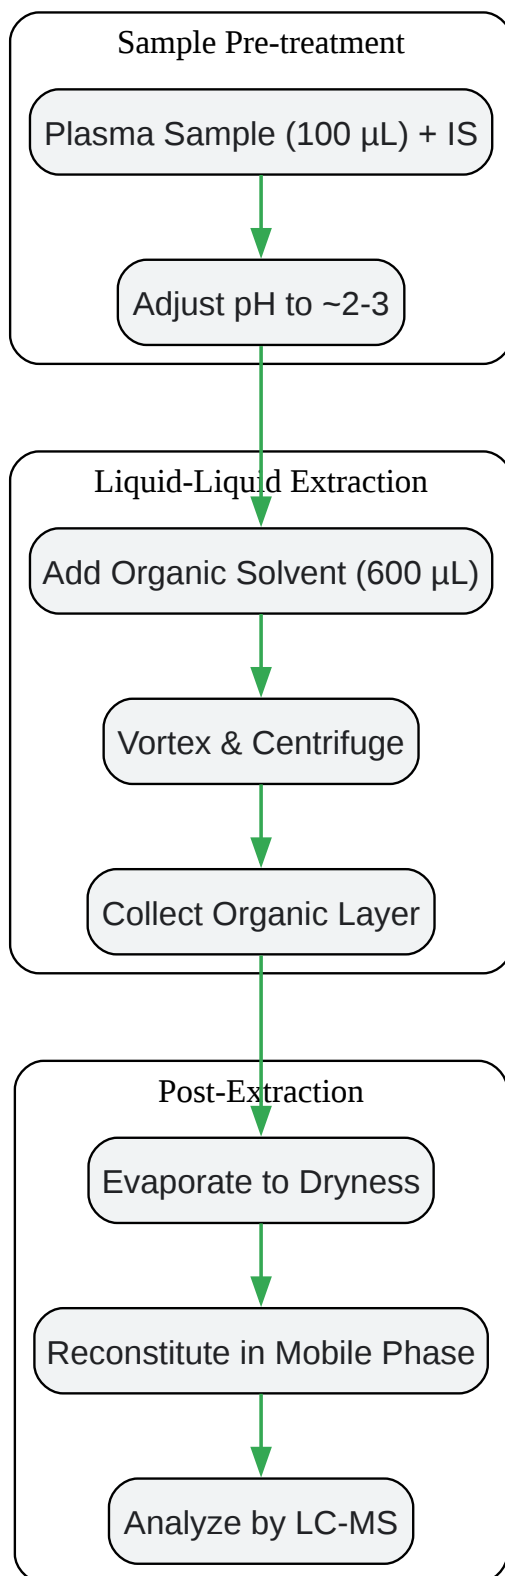 Sample Pre-treatment
Plasma Sample (100 µL) + IS
Adjust pH to ~2-3
Liquid-Liquid Extraction
Add Organic Solvent (600 µL)
Vortex & Centrifuge
Collect Organic Layer
Post-Extraction
Evaporate to Dryness
Reconstitute in Mobile Phase
Analyze by LC-MS